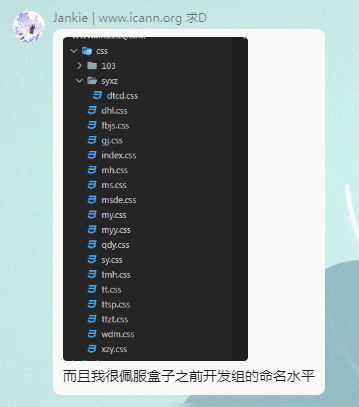 Jankie | www.icann.org 求D
css
103
syxz
dtcd.css
dhl.css
fbjs.css
gj.css
index.css
mh.css
ms.css
msde.css
my.css
myy.css
qdy.css
sy.css
tmh.css
tt.css
ttsp.css
ttzt.css
wdm.css
xzy.css
而且我很佩服盒子之前开发组的命名水平